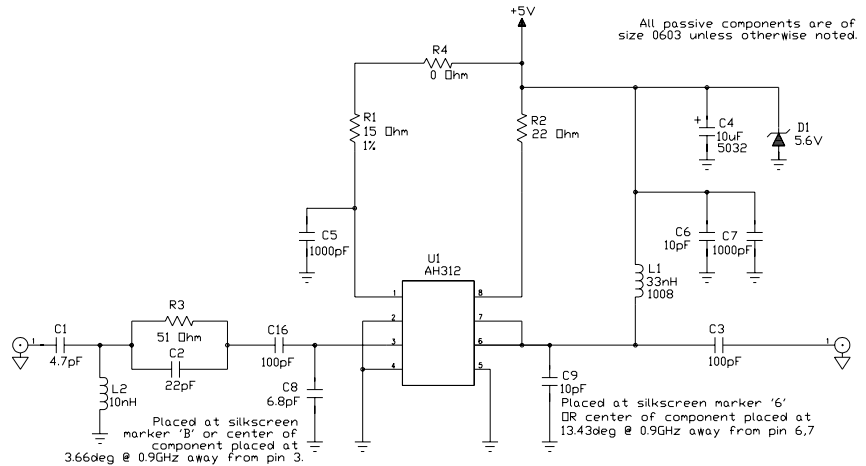 +5V
All passive components are of
size 0603 unless otherwise noted.
R4
0 Ohm
R1
15 Ohm
1%
R2
22 Ohm
+
C4
10uF
5032
D1
5.6V
C5
1000pF
C6
10pF
C7
1000pF
U1
AH312
L1
33nH
1008
1
2
3
4
8
7
6
5
1
C1
4.7pF
R3
51 Ohm
C2
22pF
C16
100pF
C3
100pF
1
L2
10nH
C8
6.8pF
C9
10pF
Placed at silkscreen
marker 'B' or center of
component placed at
3.66deg @ 0.9GHz away from pin 3.
Placed at silkscreen marker '6'
OR center of component placed at
13.43deg @ 0.9GHz away from pin 6,7